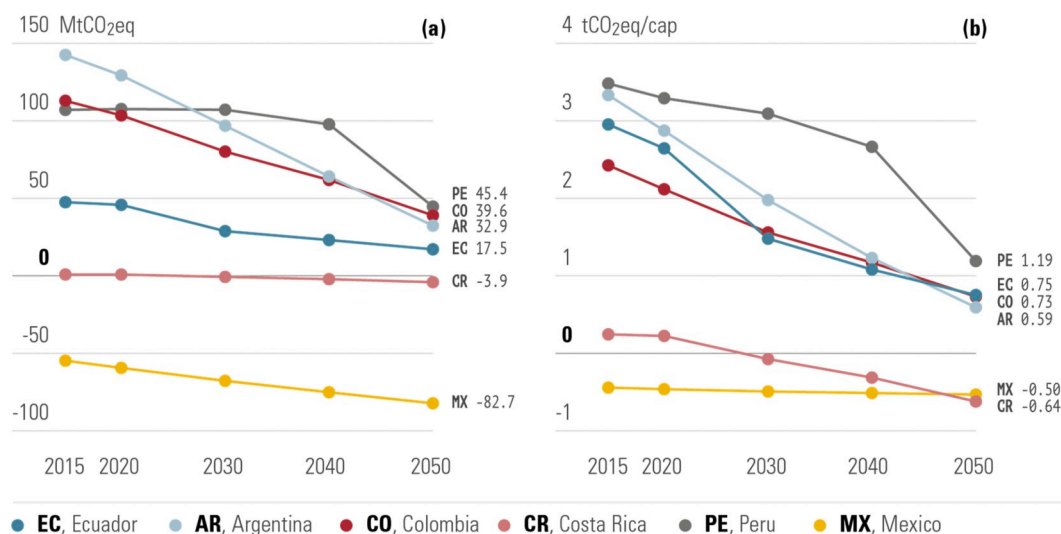 150 MtCO₂eq (a)
100
50
0
-50
-100
PE 45.4
CO 39.6
AR 32.9
EC 17.5
CR -3.9
MX -82.7
2015 2020 2030 2040 2050
4 tCO₂eq/cap (b)
3
2
1
0
-1
PE 1.19
EC 0.75
CO 0.73
AR 0.59
MX -0.50
CR -0.64
2015 2020 2030 2040 2050
EC, Ecuador AR, Argentina CO, Colombia CR, Costa Rica PE, Peru MX, Mexico